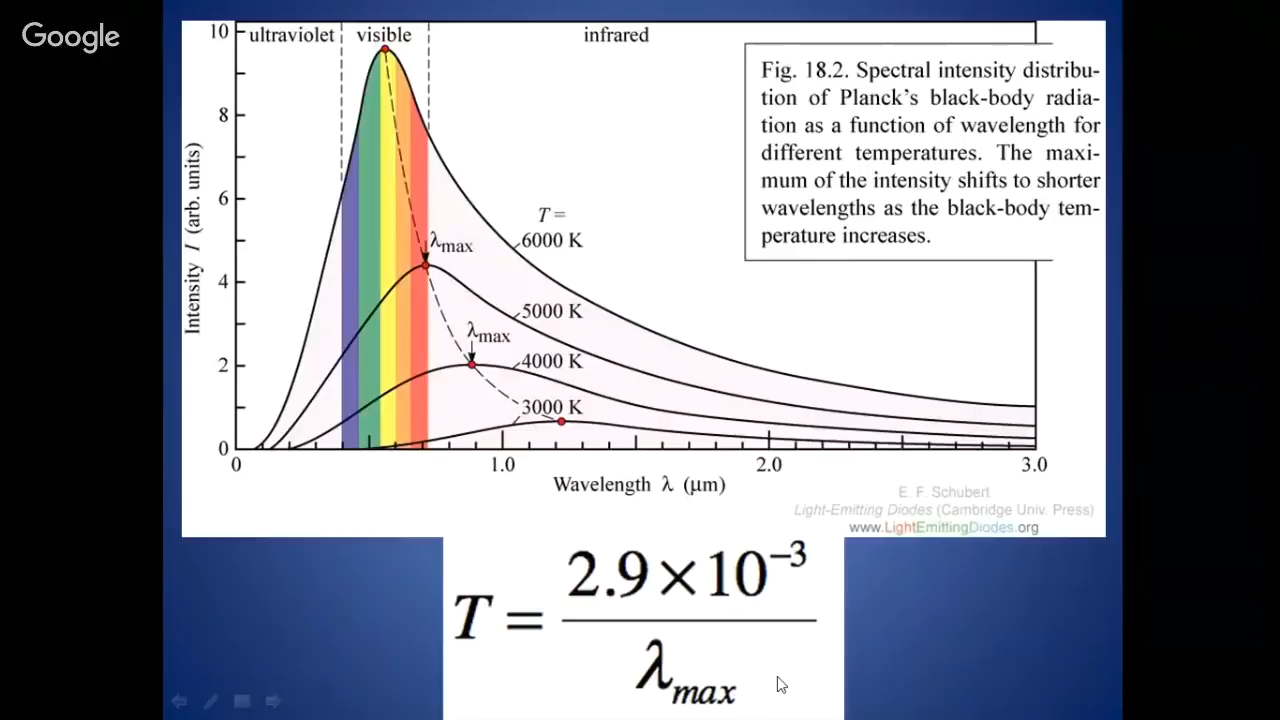 Google
10
ultraviolet
visible
infrared
Fig. 18.2. Spectral intensity distribu-
tion of Planck's black-body radia-
tion as a function of wavelength for
different temperatures. The maxi-
mum of the intensity shifts to shorter
wavelengths as the black-body tem-
perature increases.
8
6
4
2
0
Intensity I (arb. units)
T =
6000 K
λmax
5000 K
λmax
4000 K
3000 K
0
1.0
2.0
3.0
Wavelength λ (μm)
E. F. Schubert
Light-Emitting Diodes (Cambridge Univ. Press)
www.LightEmittingDiodes.org
T = 2.9×10⁻³ / λmax